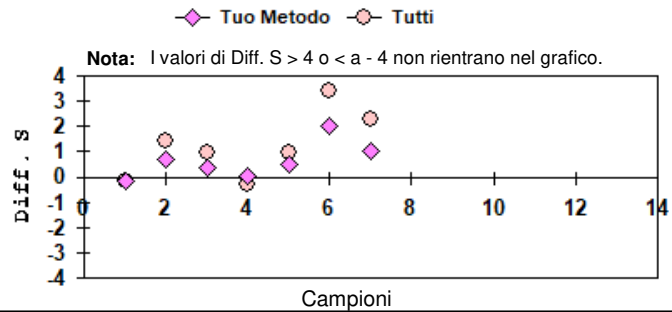 Tuo Metodo Tutti
Nota: I valori di Diff. S > 4 o < a - 4 non rientrano nel grafico.
4
3
2
1
0
-1
-2
-3
-4
Diff. S
0 2 4 6 8 10 12 14
Campioni